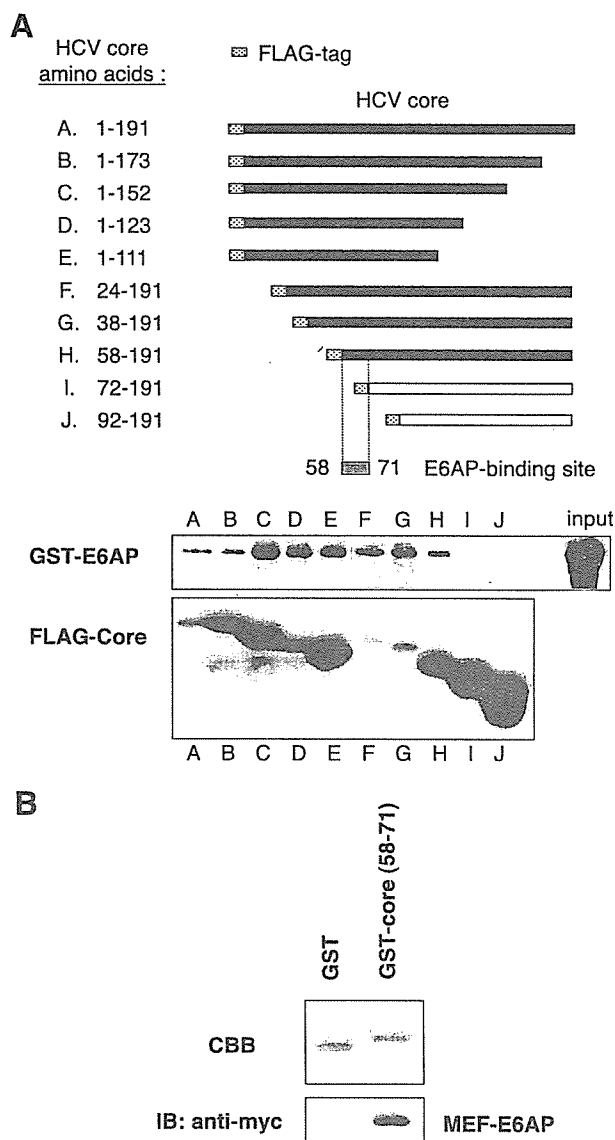 A
HCV core
amino acids :
FLAG-tag
HCV core
A. 1-191
B. 1-173
C. 1-152
D. 1-123
E. 1-111
F. 24-191
G. 38-191
H. 58-191
I. 72-191
J. 92-191
58 71 E6AP-binding site
A B C D E F G H I J input
GST-E6AP
FLAG-Core
A B C D E F G H I J
B
GST
GST-core (58-71)
CBB
IB: anti-myc MEF-E6AP